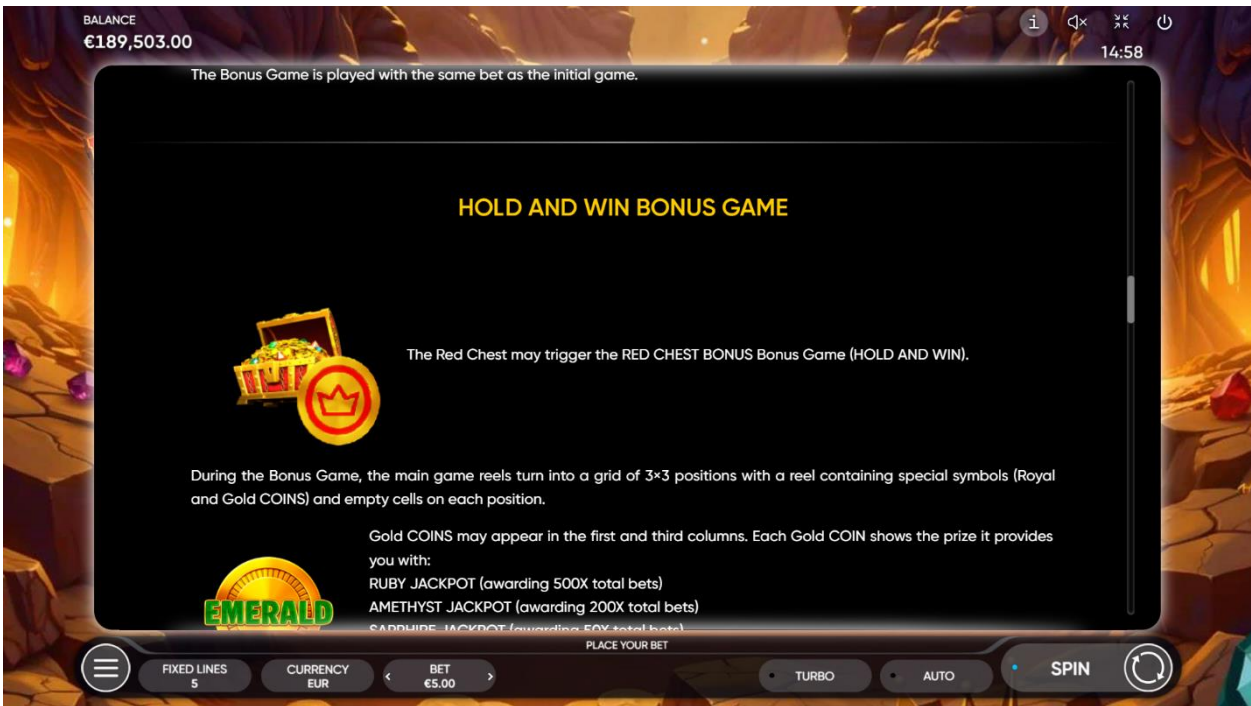 BALANCE
€189,503.00
i
14:58
The Bonus Game is played with the same bet as the initial game.
HOLD AND WIN BONUS GAME
The Red Chest may trigger the RED CHEST BONUS Bonus Game (HOLD AND WIN).
During the Bonus Game, the main game reels turn into a grid of 3×3 positions with a reel containing special symbols (Royal
and Gold COINS) and empty cells on each position.
Gold COINS may appear in the first and third columns. Each Gold COIN shows the prize it provides
you with:
RUBY JACKPOT (awarding 500X total bets)
EMERALD
AMETHYST JACKPOT (awarding 200X total bets)
SAPPHIRE JACKPOT (awarding 50X total bets)
PLACE YOUR BET
FIXED LINES
5
CURRENCY
EUR
BET
€5.00
TURBO
AUTO
SPIN